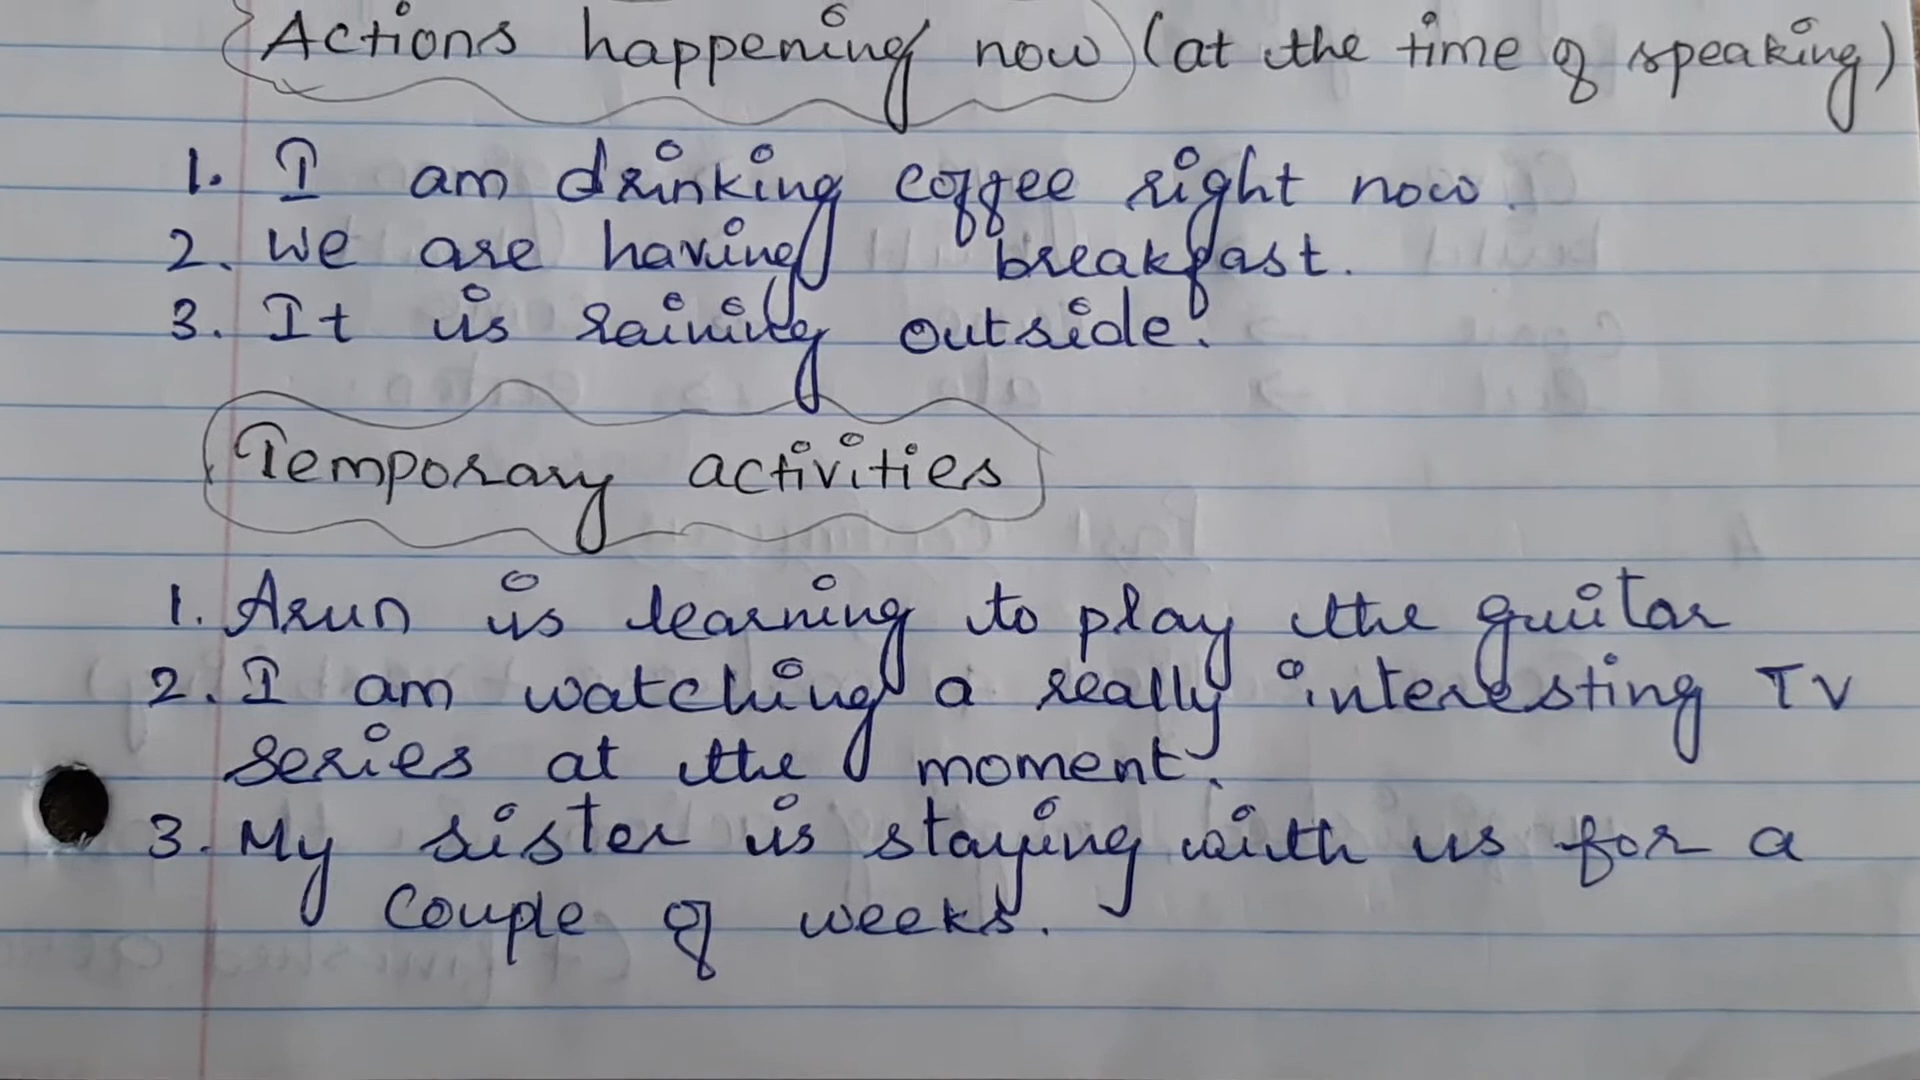 Actions happening now (at the time of speaking)
1. I am drinking coffee right now.
2. We are having breakfast.
3. It is raining outside.
Temporary activities
1. Arun is learning to play the guitar
2. I am watching a really interesting TV
series at the moment.
3. My sister is staying with us for a
couple of weeks.